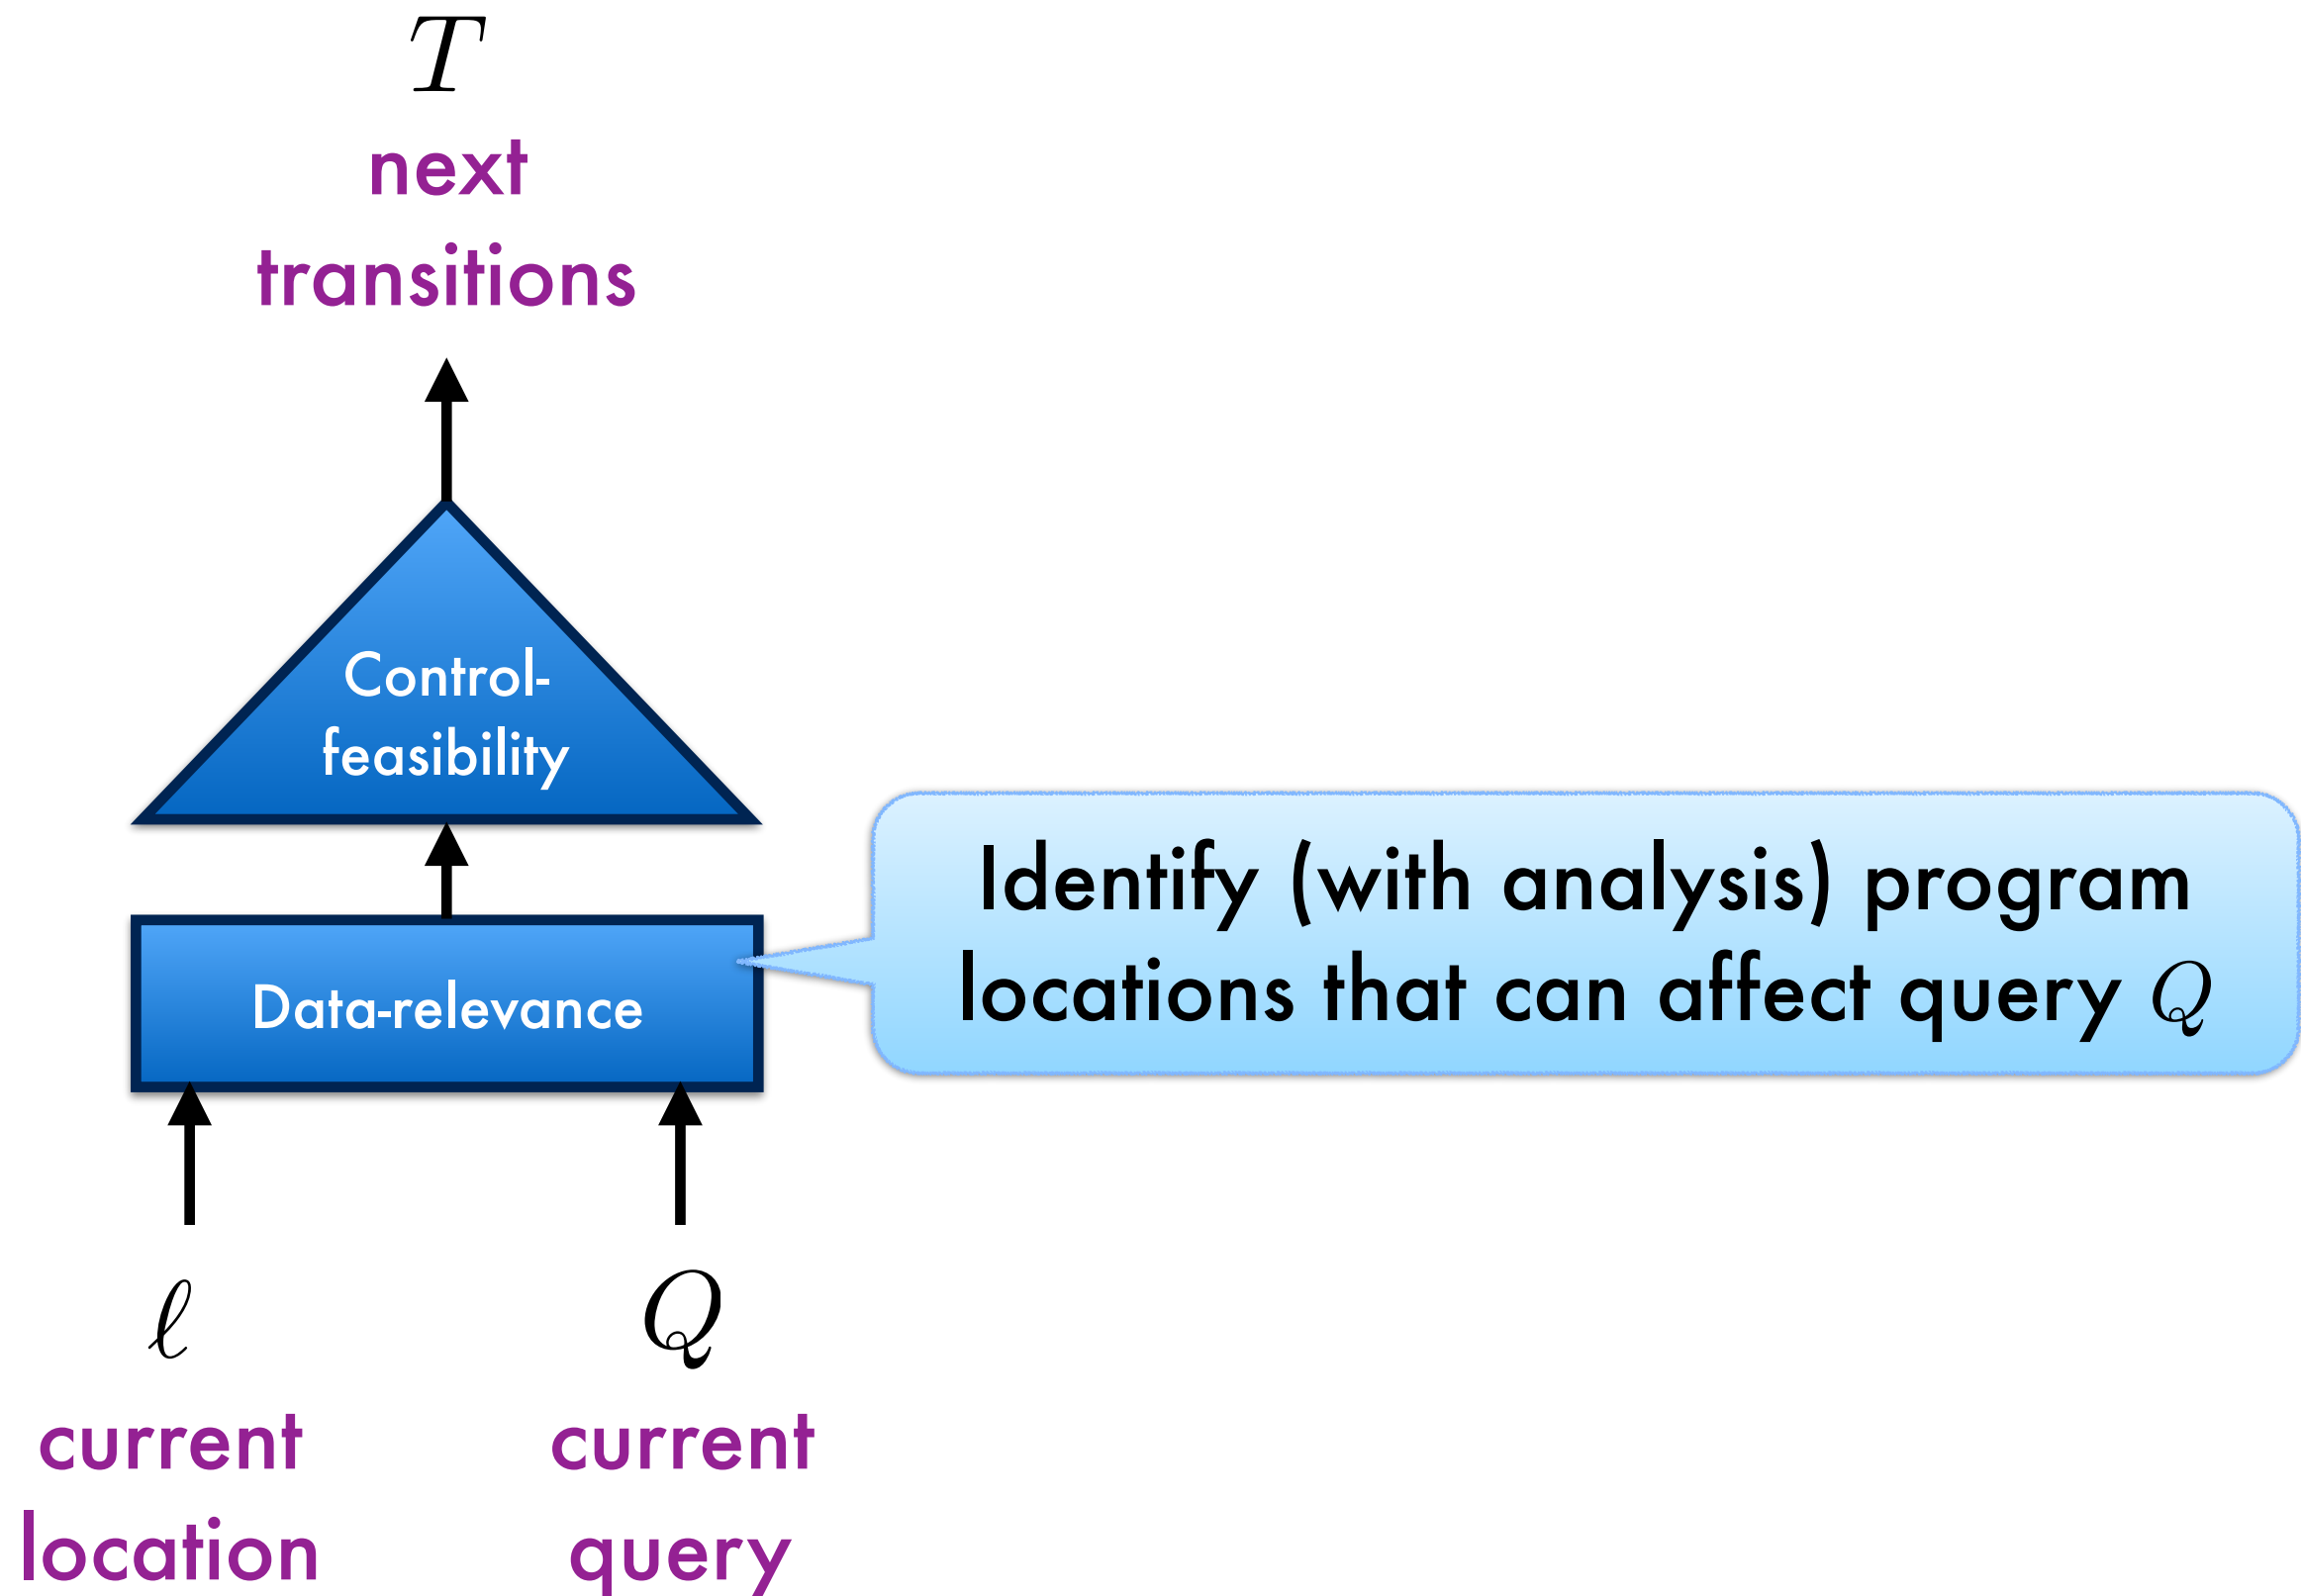 T
next
transitions
Control-
feasibility
Identify (with analysis) program
locations that can affect query Q
Data-relevance
ℓ
Q
current
location
current
query